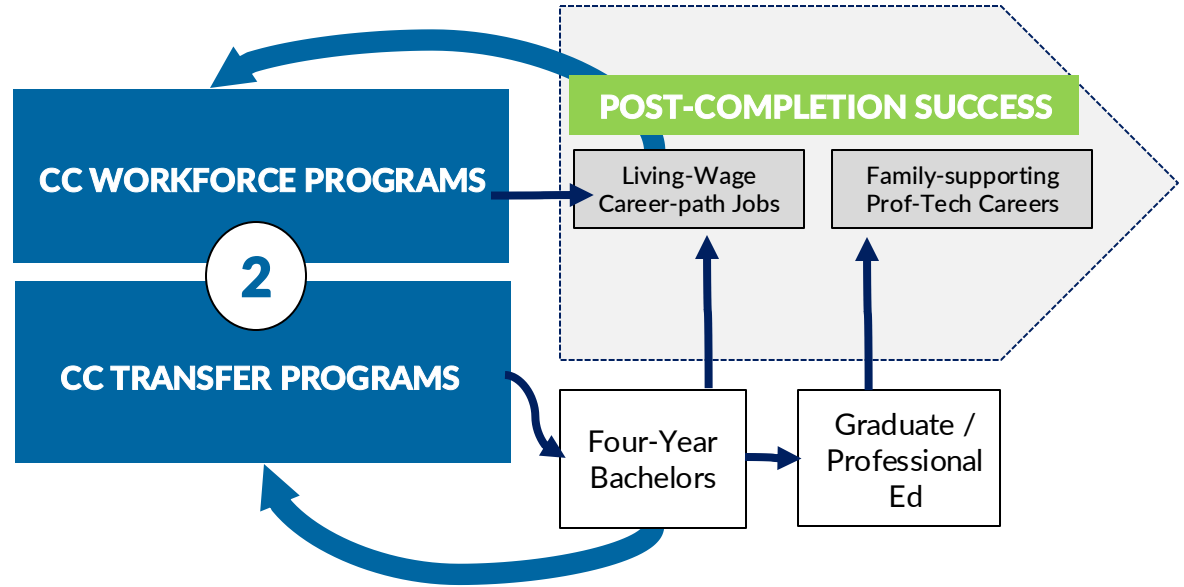 POST-COMPLETION SUCCESS
CC WORKFORCE PROGRAMS
Living-Wage
Career-path Jobs
Family-supporting
Prof-Tech Careers
2
CC TRANSFER PROGRAMS
Four-Year
Bachelors
Graduate /
Professional
Ed